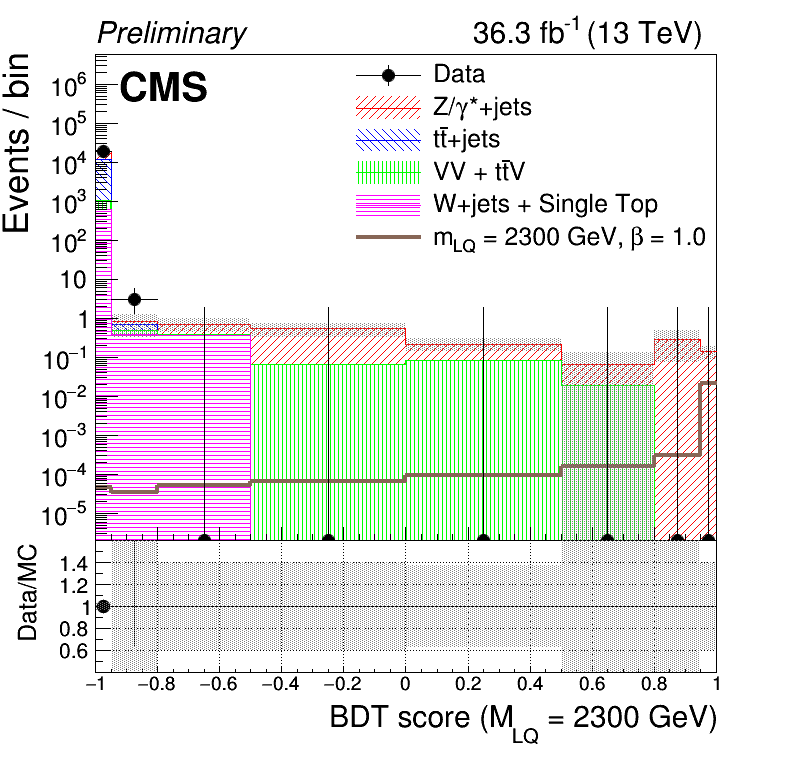 Preliminary 36.3 fb⁻¹ (13 TeV)
CMS
Events / bin
10⁶
10⁵
10⁴
10³
10²
10
1
10⁻¹
10⁻²
10⁻³
10⁻⁴
10⁻⁵
Data
Z/γ*+jets
tt̄+jets
VV + tt̄V
W+jets + Single Top
m_LQ = 2300 GeV, β = 1.0
Data/MC
1.4
1.2
1
0.8
0.6
−1 −0.8 −0.6 −0.4 −0.2 0 0.2 0.4 0.6 0.8 1
BDT score (M_LQ = 2300 GeV)